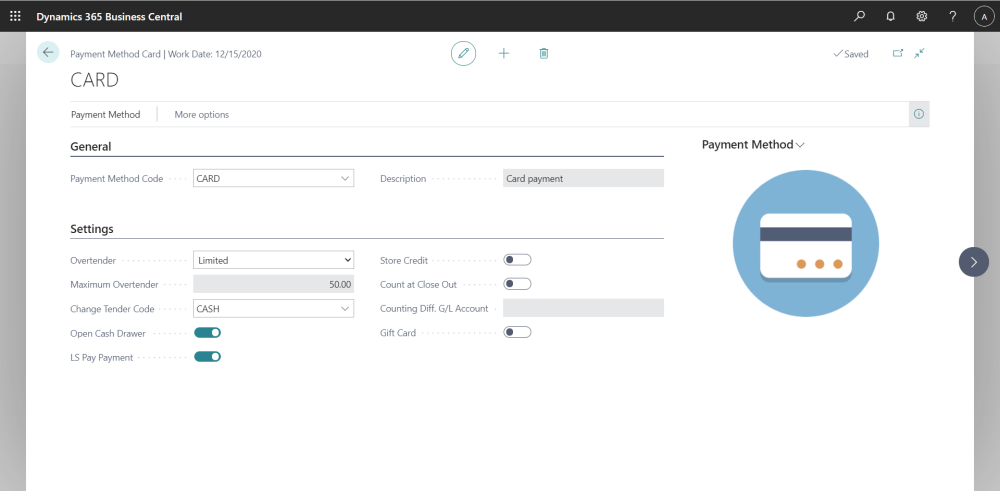 Dynamics 365 Business Central
?
A
Payment Method Card | Work Date: 12/15/2020
Saved
CARD
Payment Method
More options
Payment Method
General
Payment Method Code
CARD
Description
Card payment
Settings
Overtender
Limited
Store Credit
Maximum Overtender
50.00
Count at Close Out
Change Tender Code
CASH
Counting Diff. G/L Account
Open Cash Drawer
Gift Card
LS Pay Payment